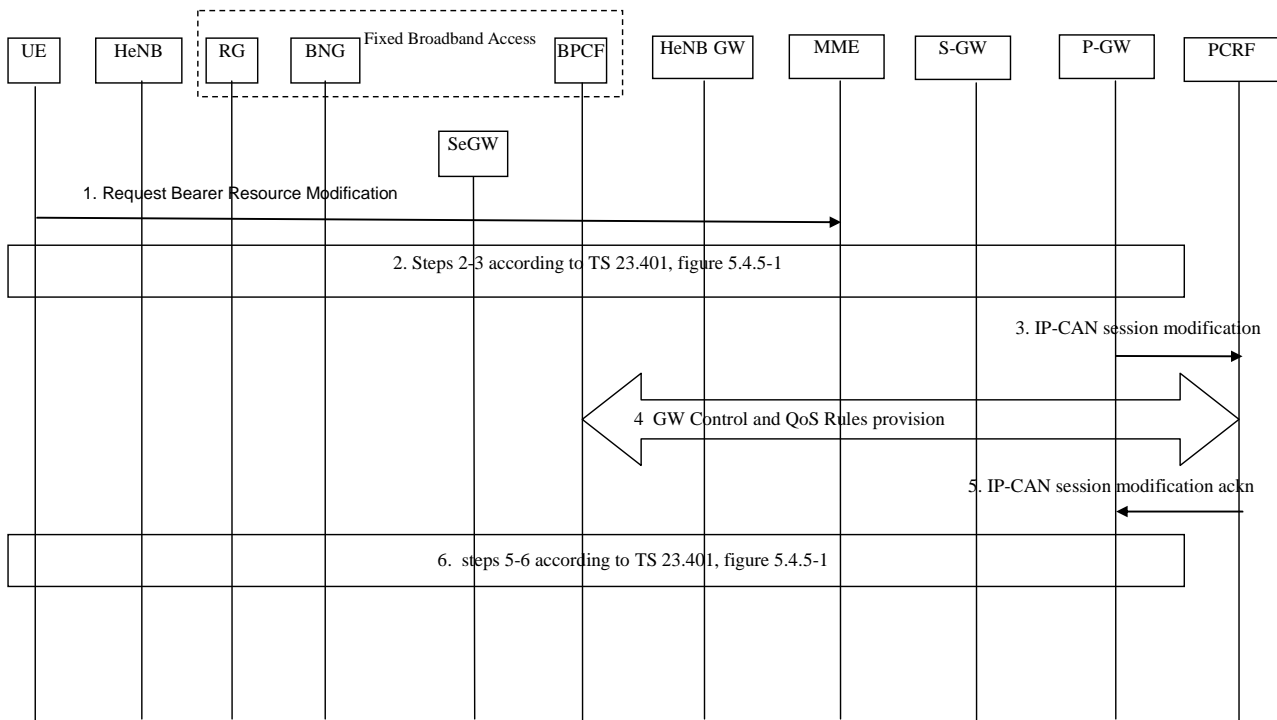 Fixed Broadband Access
UE
HeNB
RG
BNG
BPCF
HeNB GW
MME
S-GW
P-GW
PCRF
SeGW
1. Request Bearer Resource Modification
2. Steps 2-3 according to TS 23.401, figure 5.4.5-1
3. IP-CAN session modification
4 GW Control and QoS Rules provision
5. IP-CAN session modification ackn
6. steps 5-6 according to TS 23.401, figure 5.4.5-1